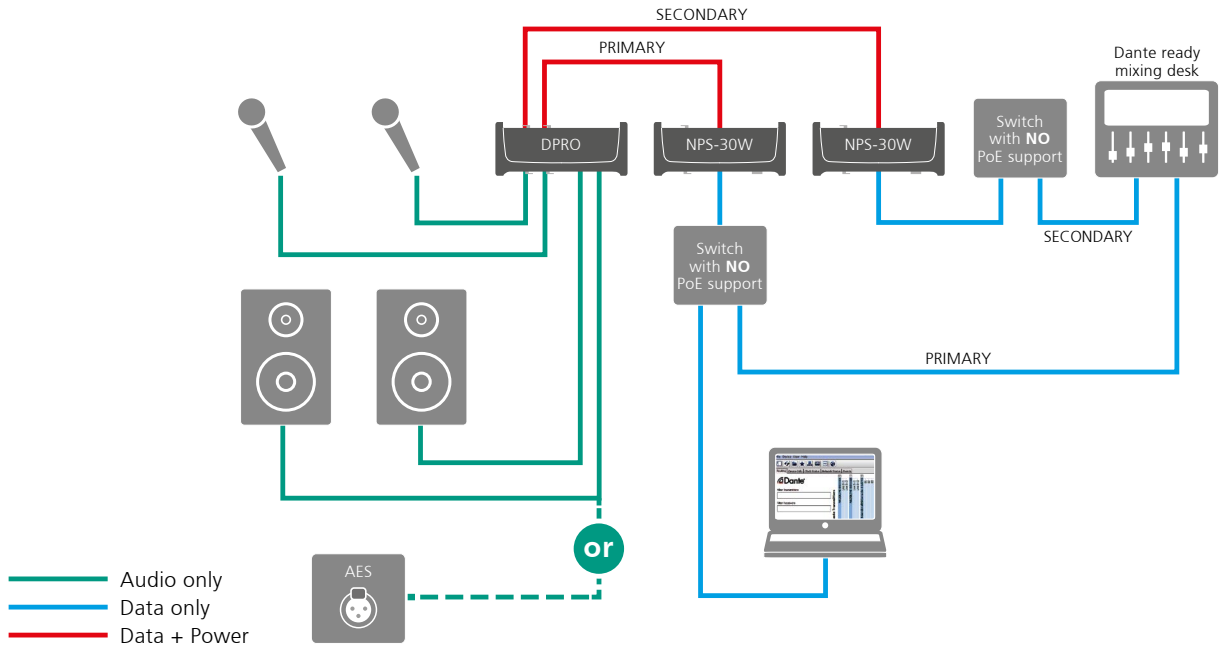 SECONDARY
PRIMARY
Dante ready
mixing desk
DPRO
NPS-30W
NPS-30W
Switch
with NO
PoE support
SECONDARY
Switch
with NO
PoE support
PRIMARY
Dante
or
AES
Audio only
Data only
Data + Power